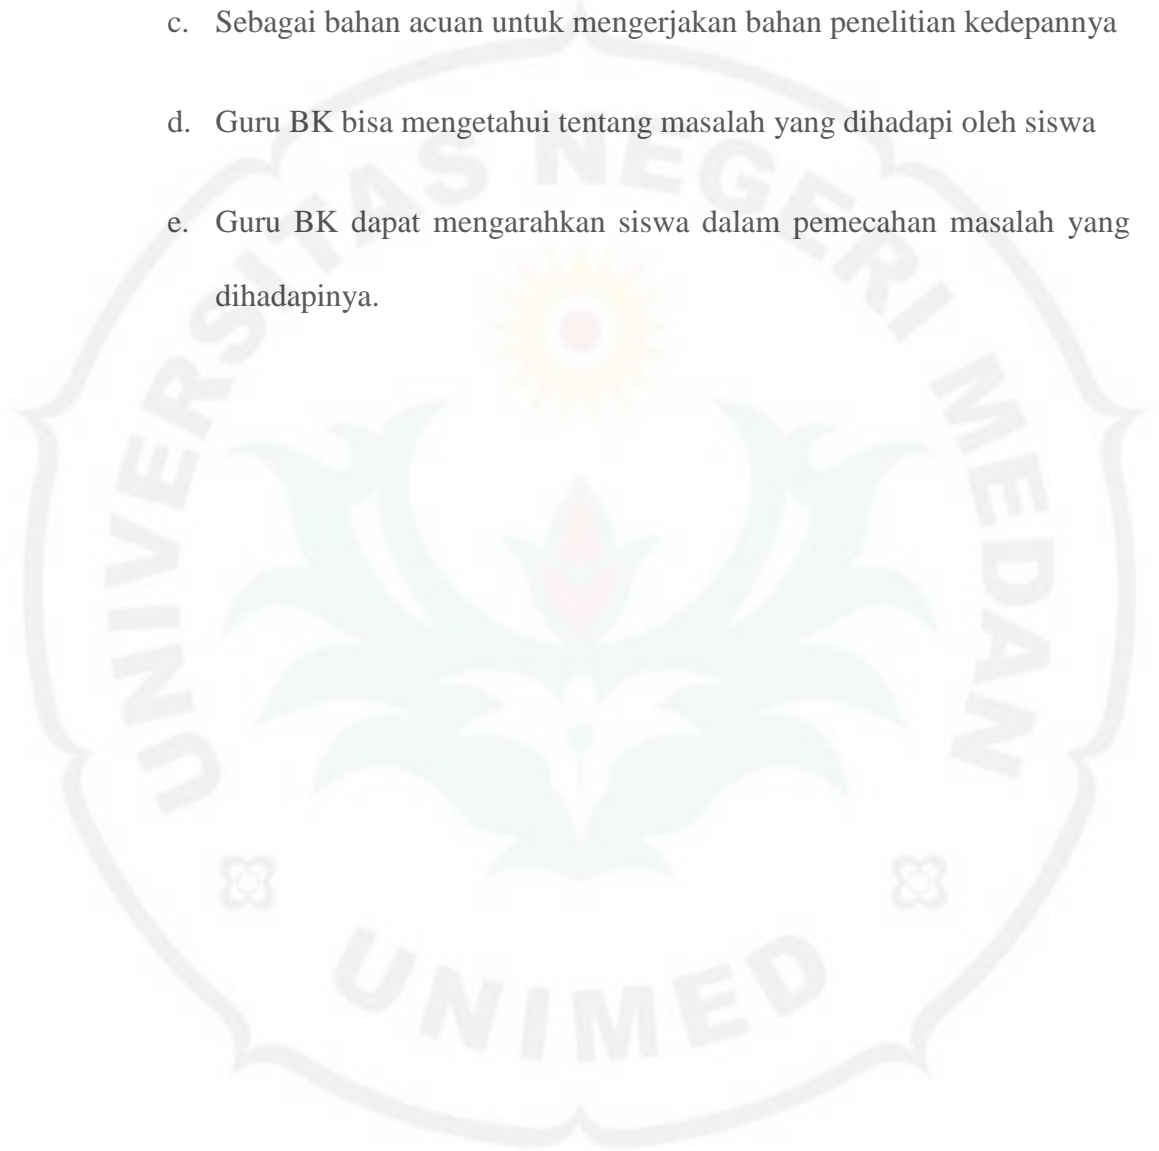 c. Sebagai bahan acuan untuk mengerjakan bahan penelitian kedepannya
d. Guru BK bisa mengetahui tentang masalah yang dihadapi oleh siswa
e. Guru BK dapat mengarahkan siswa dalam pemecahan masalah yang
dihadapinya.
UNIVERSITAS NEGERI MEDAN
UNIMED